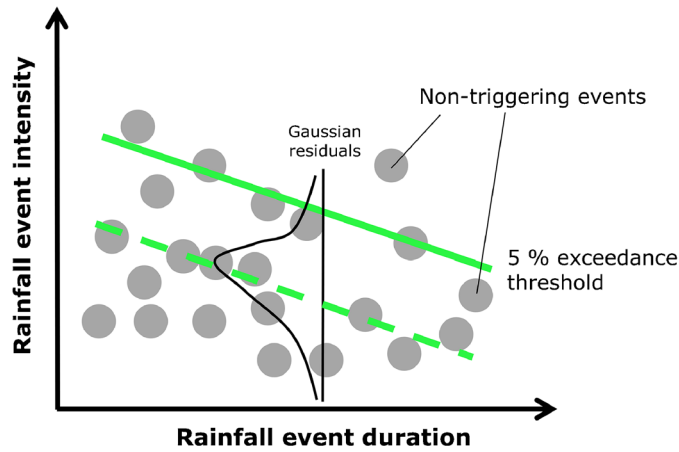 Rainfall event intensity
Non-triggering events
Gaussian
residuals
5 % exceedance
threshold
Rainfall event duration